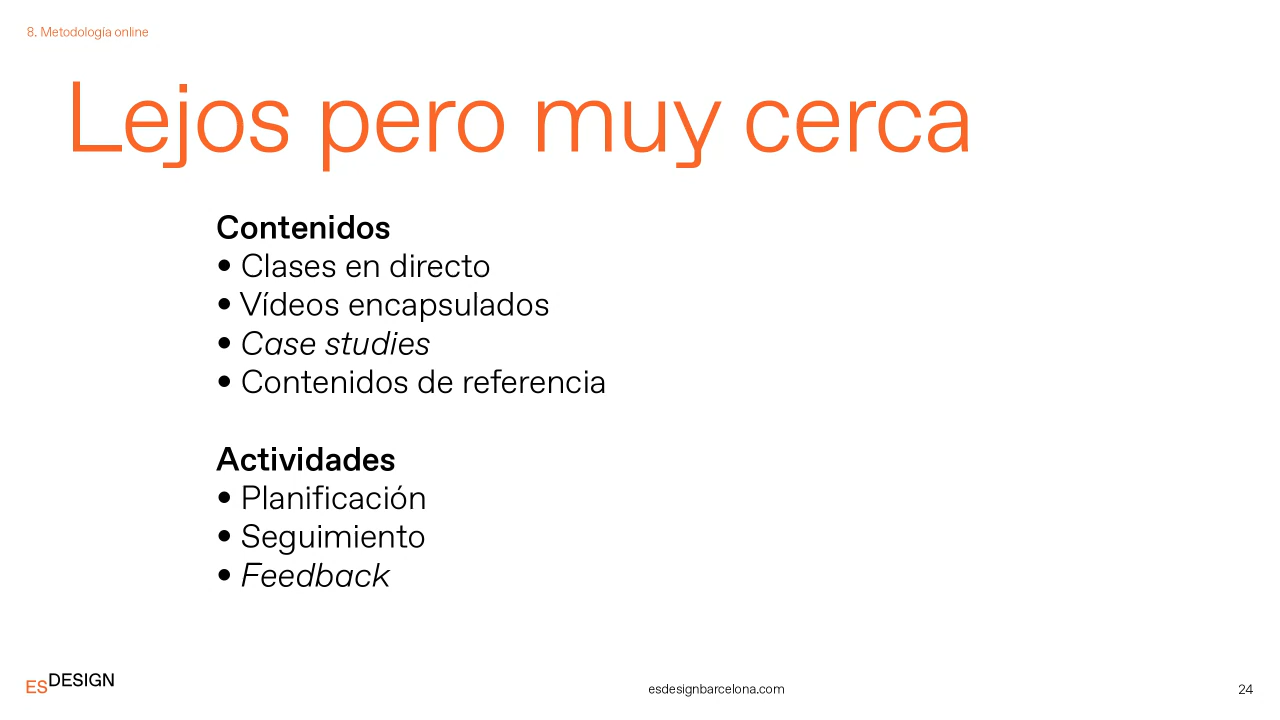 8. Metodología online
Lejos pero muy cerca
Contenidos
• Clases en directo
• Vídeos encapsulados
• Case studies
• Contenidos de referencia
Actividades
• Planificación
• Seguimiento
• Feedback
ESDESIGN
esdesignbarcelona.com
24